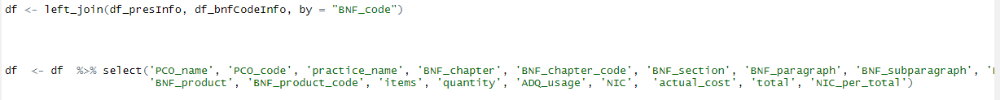 df <- left_join(df_presInfo, df_bnfCodeInfo, by = "BNF_code")
df  <- df  %>% select('PCO_name', 'PCO_code', 'practice_name', 'BNF_chapter', 'BNF_chapter_code', 'BNF_section', 'BNF_paragraph', 'BNF_subparagraph',
'BNF_product', 'BNF_product_code', 'items', 'quantity', 'ADQ_usage', 'NIC',  'actual_cost', 'total', 'NIC_per_total')